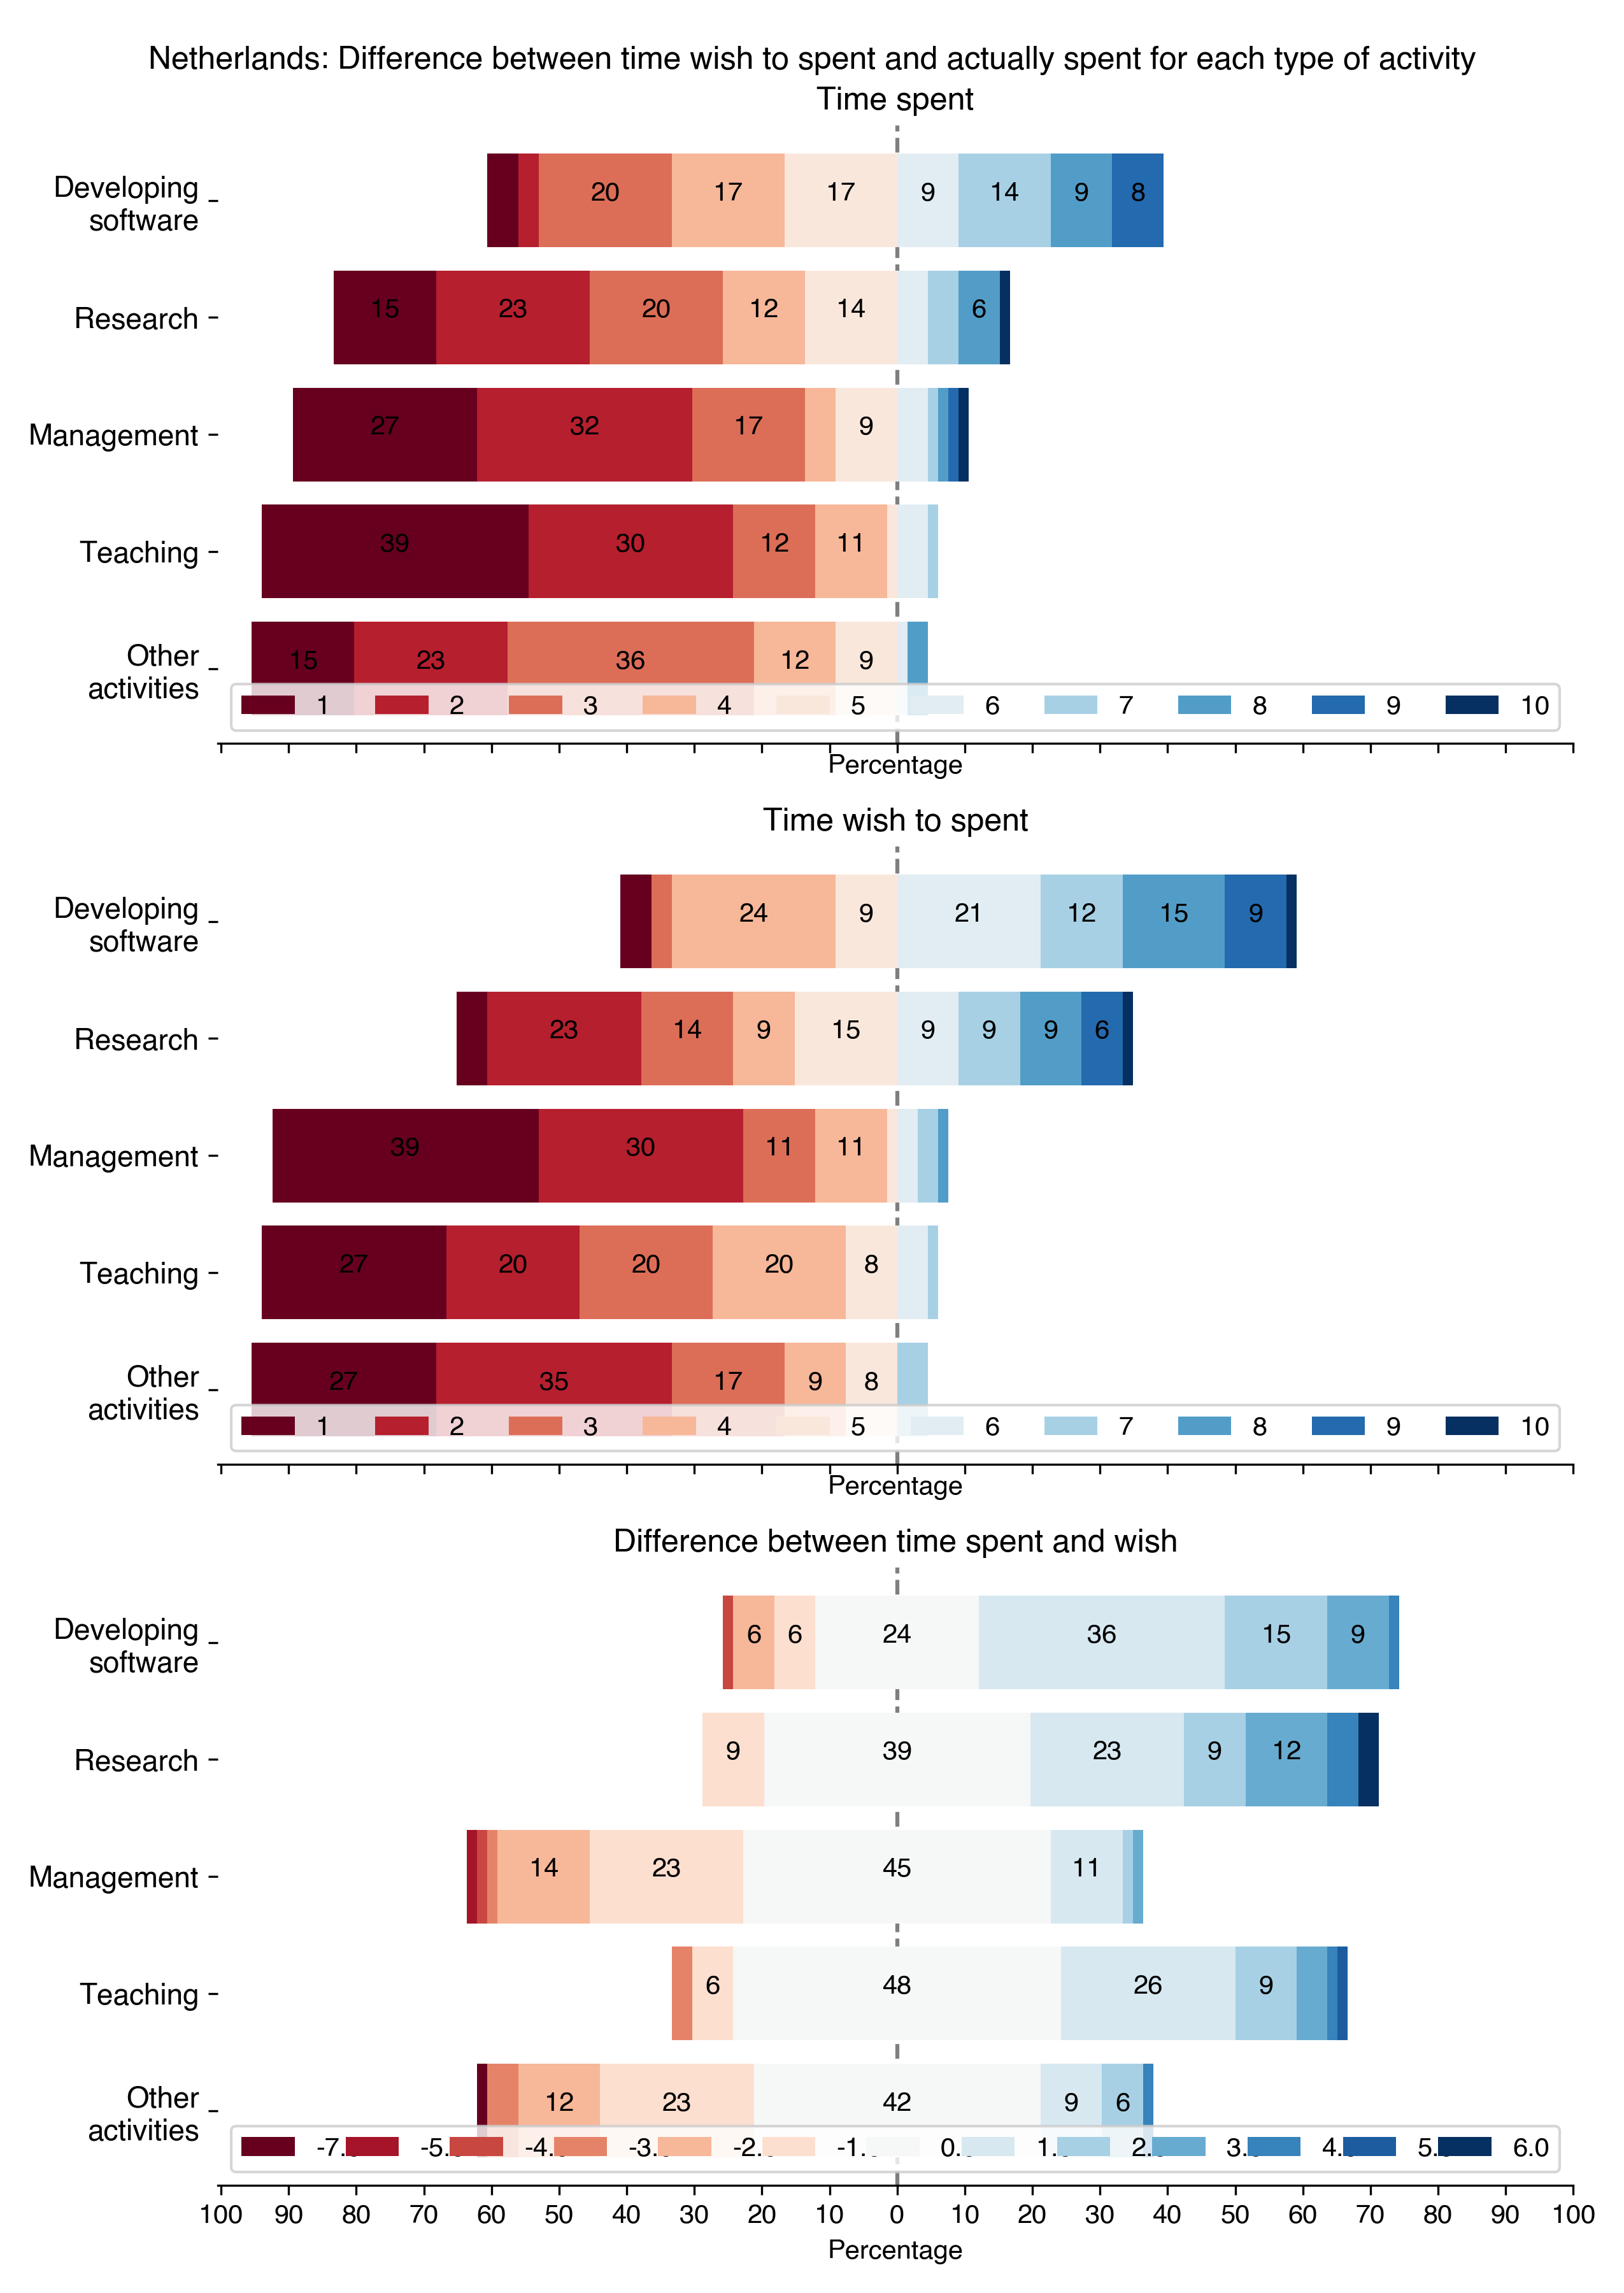 Netherlands: Difference between time wish to spent and actually spent for each type of activity
Time spent
Developing
software
20 17 17 9 14 9 8
Research
15 23 20 12 14 6
Management
27 32 17 9
Teaching
39 30 12 11
Other
activities
15 23 36 12 9
1 2 3 4 5 6 7 8 9 10
Percentage
Time wish to spent
Developing
software
24 9 21 12 15 9
Research
23 14 9 15 9 9 9 6
Management
39 30 11 11
Teaching
27 20 20 20 8
Other
activities
27 35 17 9 8
1 2 3 4 5 6 7 8 9 10
Percentage
Difference between time spent and wish
Developing
software
6 6 24 36 15 9
Research
9 39 23 9 12
Management
14 23 45 11
Teaching
6 48 26 9
Other
activities
12 23 42 9 6
-7. -5. -4. -3. -2. -1. 0. 1. 2. 3. 4. 5. 6.0
100 90 80 70 60 50 40 30 20 10 0 10 20 30 40 50 60 70 80 90 100
Percentage